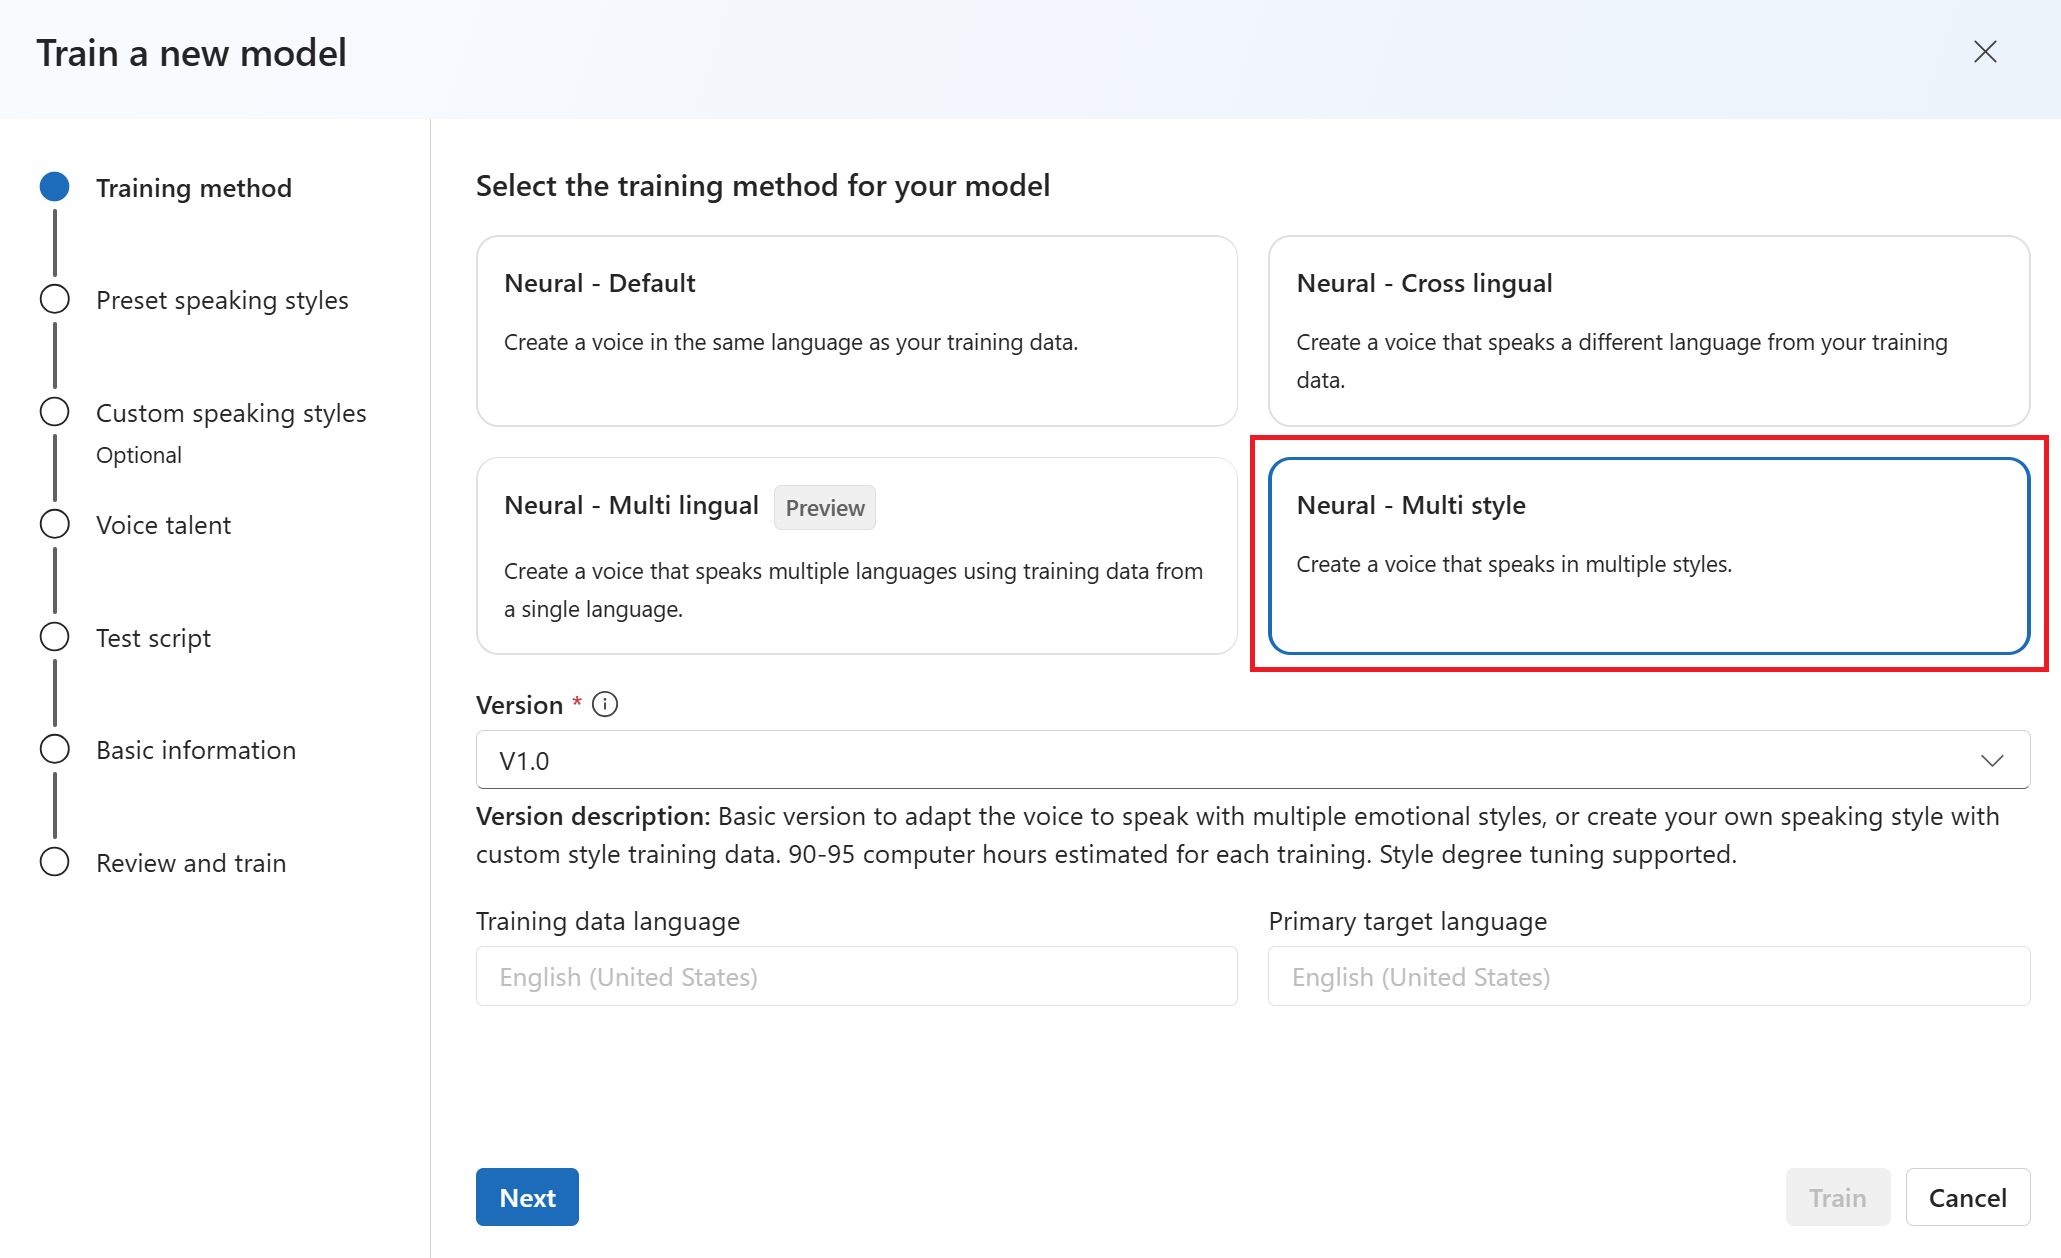 Train a new model
Training method
Preset speaking styles
Custom speaking styles
Optional
Voice talent
Test script
Basic information
Review and train
Select the training method for your model
Neural - Default
Create a voice in the same language as your training data.
Neural - Cross lingual
Create a voice that speaks a different language from your training
data.
Neural - Multi lingual Preview
Create a voice that speaks multiple languages using training data from
a single language.
Neural - Multi style
Create a voice that speaks in multiple styles.
Version *
V1.0
Version description: Basic version to adapt the voice to speak with multiple emotional styles, or create your own speaking style with
custom style training data. 90-95 computer hours estimated for each training. Style degree tuning supported.
Training data language
English (United States)
Primary target language
English (United States)
Next
Train
Cancel